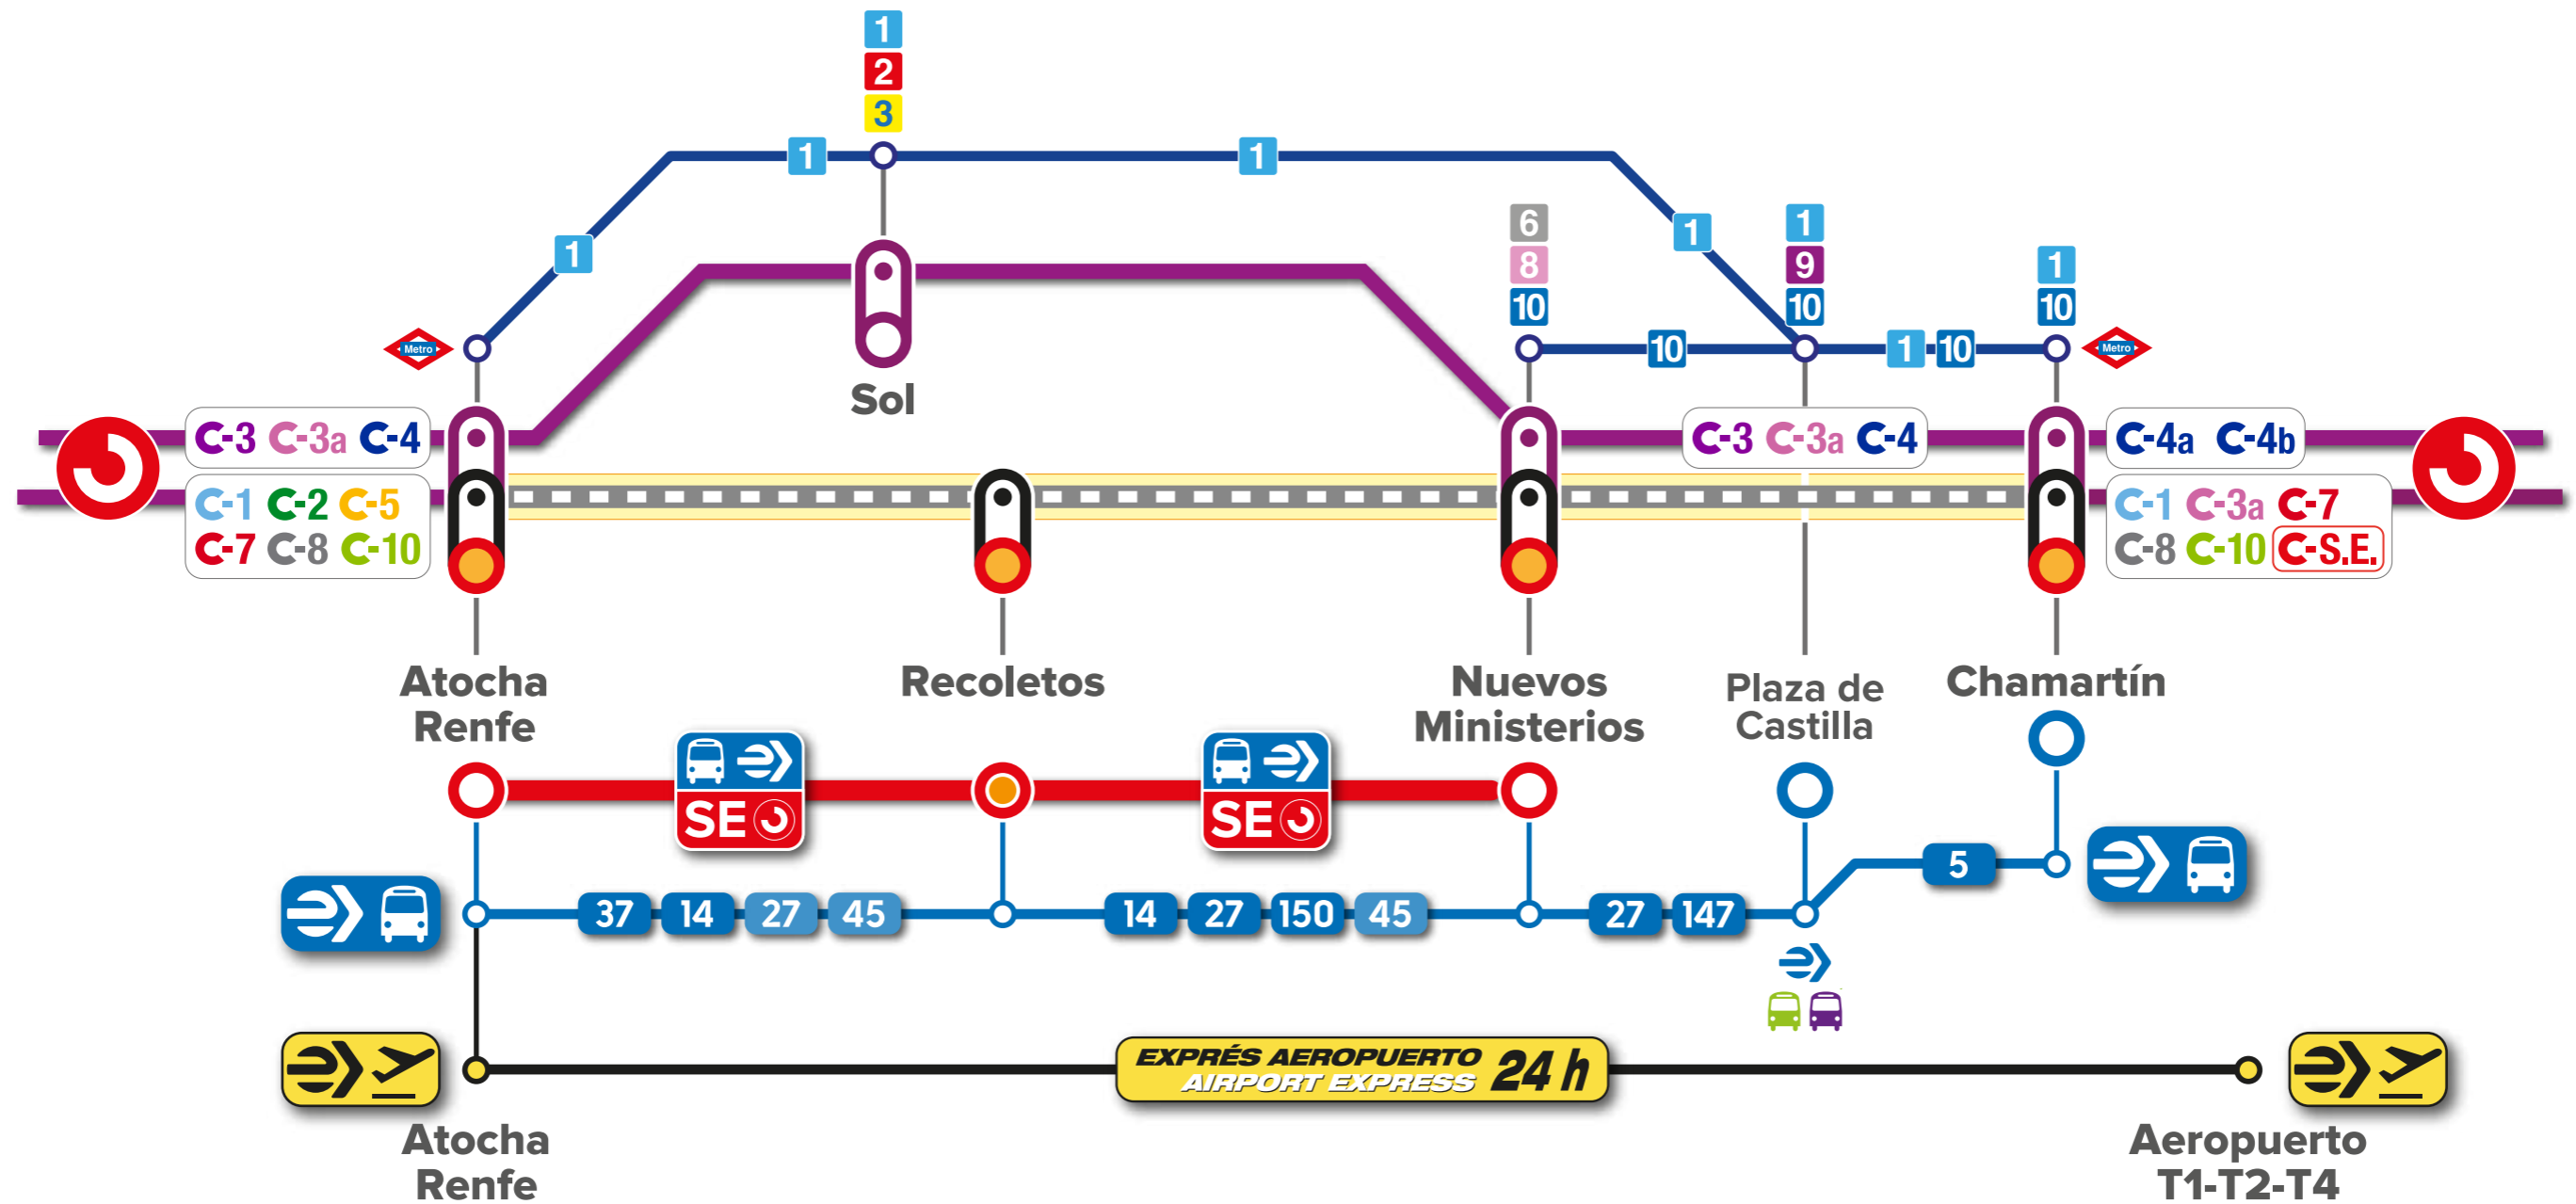 1
2
3
1
1
1
1
6
8
10
1
9
10
1
10
10
1 10
Metro
Metro
Sol
C-3 C-3a C-4
C-3 C-3a C-4
C-4a C-4b
C-1 C-2 C-5
C-7 C-8 C-10
C-1 C-3a C-7
C-8 C-10 C-S.E.
Atocha
Renfe
Recoletos
Nuevos
Ministerios
Plaza de
Castilla
Chamartín
SE
SE
37 14 27 45
14 27 150 45
27 147
5
EXPRÉS AEROPUERTO
AIRPORT EXPRESS
24 h
Atocha
Renfe
Aeropuerto
T1-T2-T4